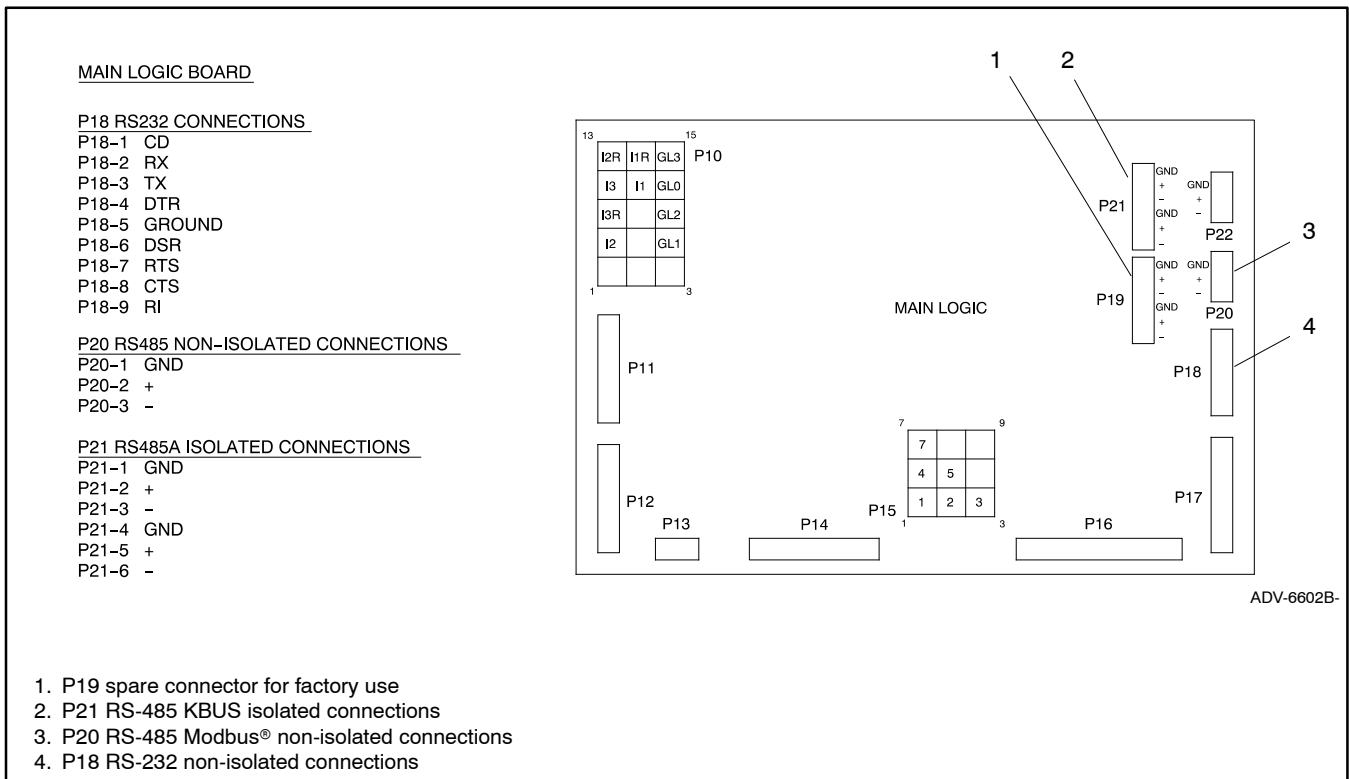 MAIN LOGIC BOARD
P18 RS232 CONNECTIONS
P18-1 CD
P18-2 RX
P18-3 TX
P18-4 DTR
P18-5 GROUND
P18-6 DSR
P18-7 RTS
P18-8 CTS
P18-9 RI
P20 RS485 NON-ISOLATED CONNECTIONS
P20-1 GND
P20-2 +
P20-3 -
P21 RS485A ISOLATED CONNECTIONS
P21-1 GND
P21-2 +
P21-3 -
P21-4 GND
P21-5 +
P21-6 -
1 2
13 15
I2R I1R GL3 P10
I3 I1 GL0
I3R GL2
I2 GL1
1 3
P11
P12
P13
P14
MAIN LOGIC
7 9
7
4 5
1 2 3
P15
1 3
P16
P17
P18
4
P21
GND
+
-
GND
+
-
GND
+
-
P22
P19
GND
+
-
GND
+
-
GND
+
-
P20
3
ADV-6602B-
1. P19 spare connector for factory use
2. P21 RS-485 KBUS isolated connections
3. P20 RS-485 Modbus® non-isolated connections
4. P18 RS-232 non-isolated connections